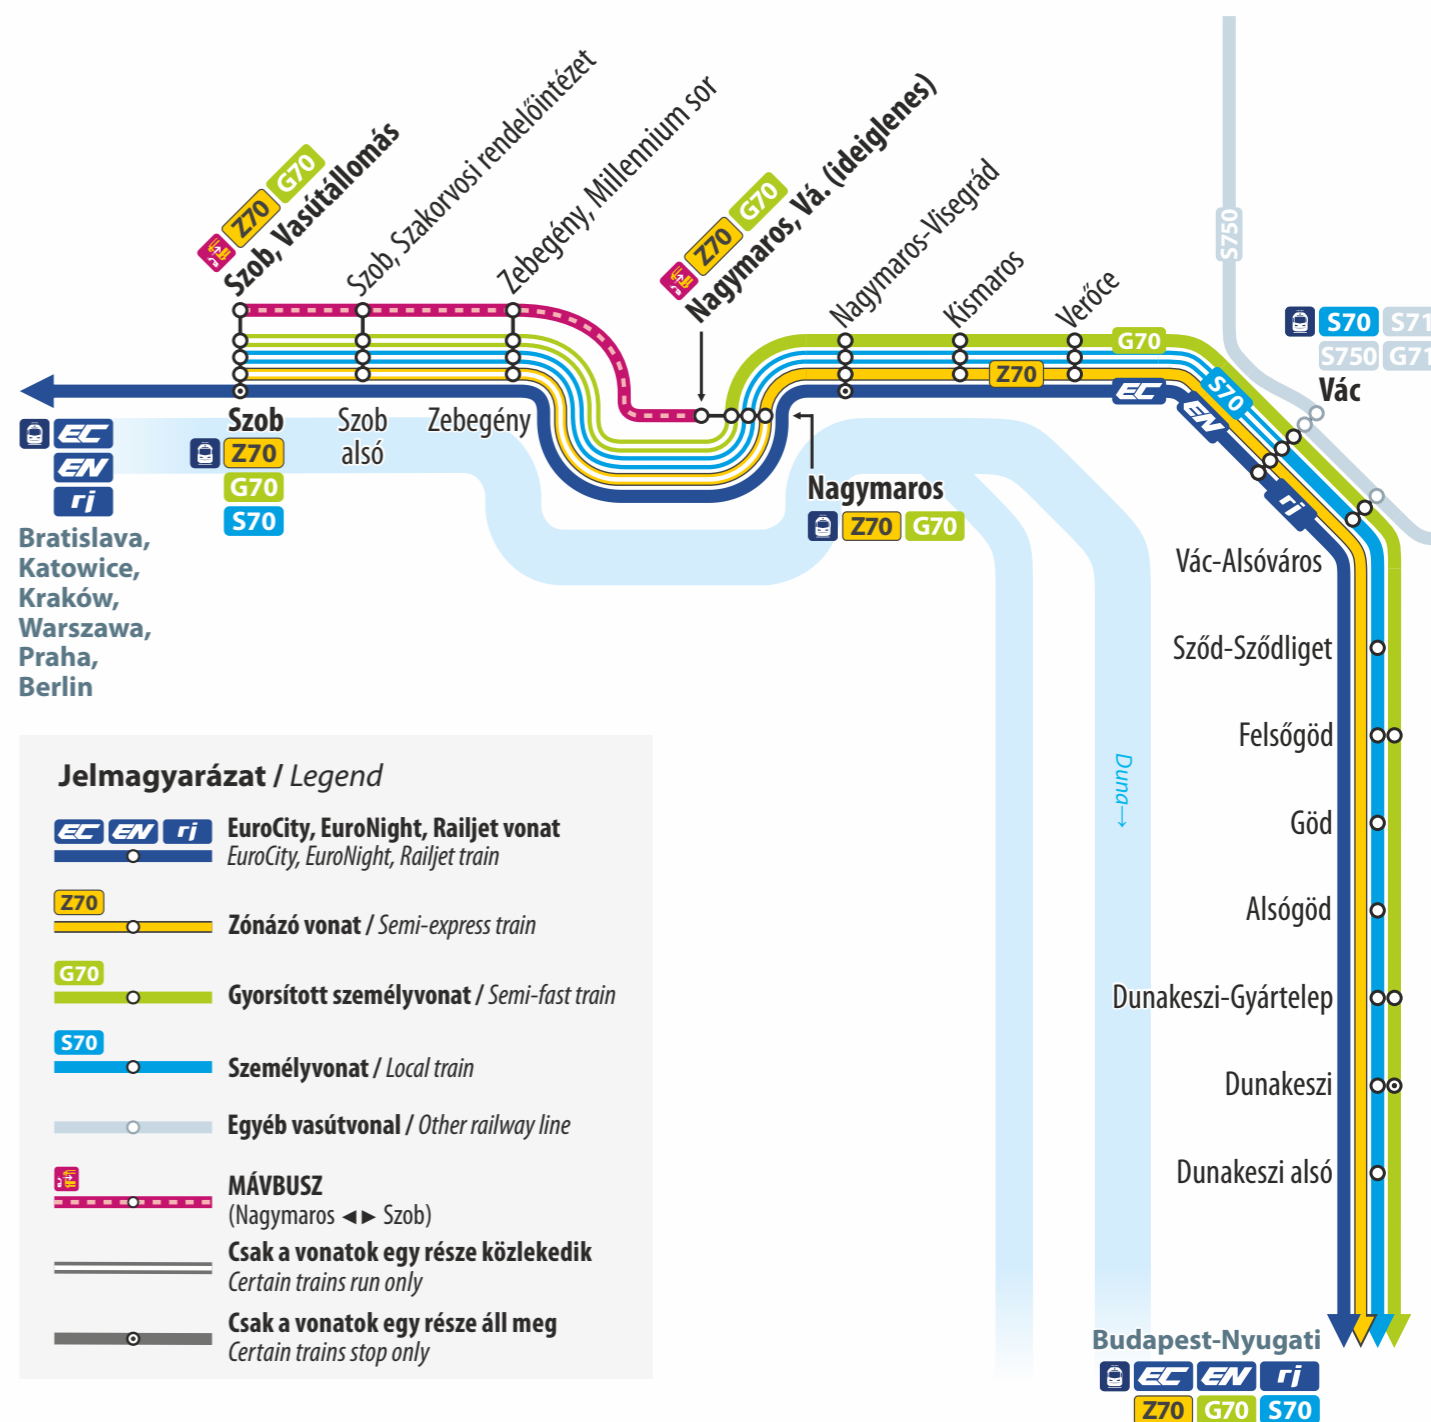 Z70 G70
Szob, Vasútállomás
Szob, Szakorvosi rendelőintézet
Zebegény, Millennium sor
Z70 G70
Nagymaros, Vá. (ideiglenes)
Nagymaros-Visegrád
Kismaros
Verőce
S750
G70
Z70
S70
EC
EN
rj
S70 S71
S750 G71
Vác
EC
EN
rj
Bratislava,
Katowice,
Kraków,
Warszawa,
Praha,
Berlin
Szob
Z70
G70
S70
Szob
alsó
Zebegény
Nagymaros
Z70 G70
Vác-Alsóváros
Sződ-Sződliget
Felsőgöd
Göd
Alsógöd
Dunakeszi-Gyártelep
Dunakeszi
Dunakeszi alsó
Duna→
Budapest-Nyugati
EC EN rj
Z70 G70 S70
Jelmagyarázat / Legend
EC EN rj EuroCity, EuroNight, Railjet vonat
EuroCity, EuroNight, Railjet train
Z70
Zónázó vonat / Semi-express train
G70
Gyorsított személyvonat / Semi-fast train
S70
Személyvonat / Local train
Egyéb vasútvonal / Other railway line
MÁVBUSZ
(Nagymaros ◄► Szob)
Csak a vonatok egy része közlekedik
Certain trains run only
Csak a vonatok egy része áll meg
Certain trains stop only